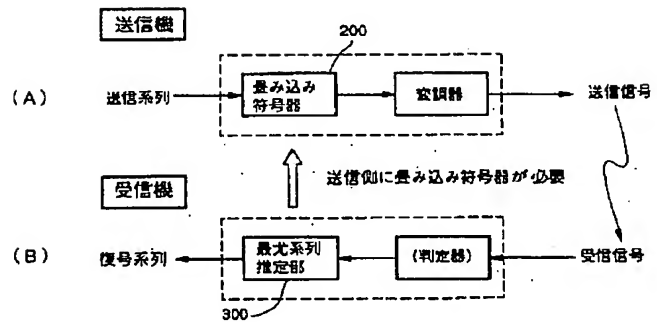 送信機
200
(A)
送信系列
畳み込み
符号器
変調器
送信信号
送信側に畳み込み符号器が必要
受信機
(B)
復号系列
最尤系列
推定部
(判定器)
受信信号
300